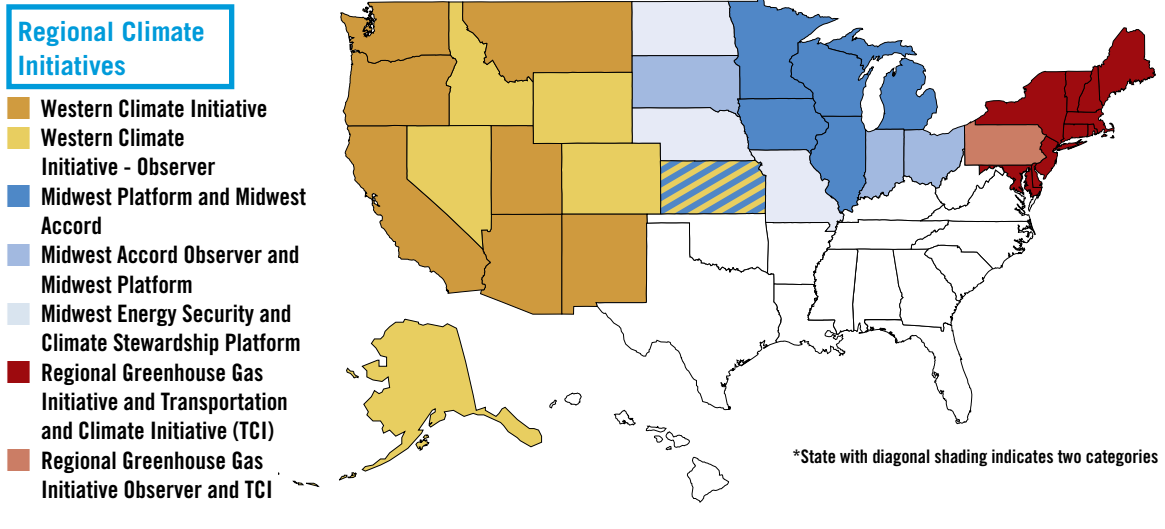 Regional Climate
Initiatives
Western Climate Initiative
Western Climate
Initiative - Observer
Midwest Platform and Midwest
Accord
Midwest Accord Observer and
Midwest Platform
Midwest Energy Security and
Climate Stewardship Platform
Regional Greenhouse Gas
Initiative and Transportation
and Climate Initiative (TCI)
Regional Greenhouse Gas
Initiative Observer and TCI
*State with diagonal shading indicates two categories